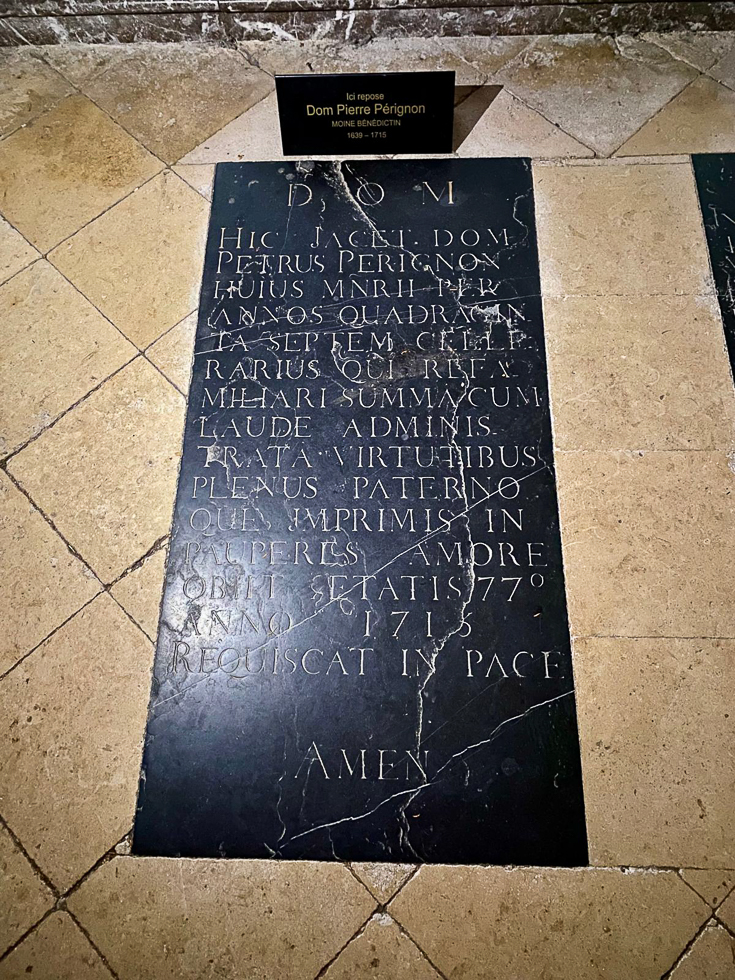 Ici repose
Dom Pierre Pérignon
MOINE BÉNÉDICTIN
1639 – 1715
D O M
HIC JACET. DOM
PETRUS PERIGNON
HUIUS MNRII PER
ANNOS QUADRAGIN
TA SEPTEM CELLE
RARIUS QUI RE FA
MILIARI SUMMA CUM
LAUDE ADMINIS
TRATA VIRTUTIBUS
PLENUS PATERNO
QUE IMPRIMIS IN
PAUPERES AMORE
OBIIT ÆTATIS 77º
ANNO 1715
REQUISCAT IN PACE
AMEN